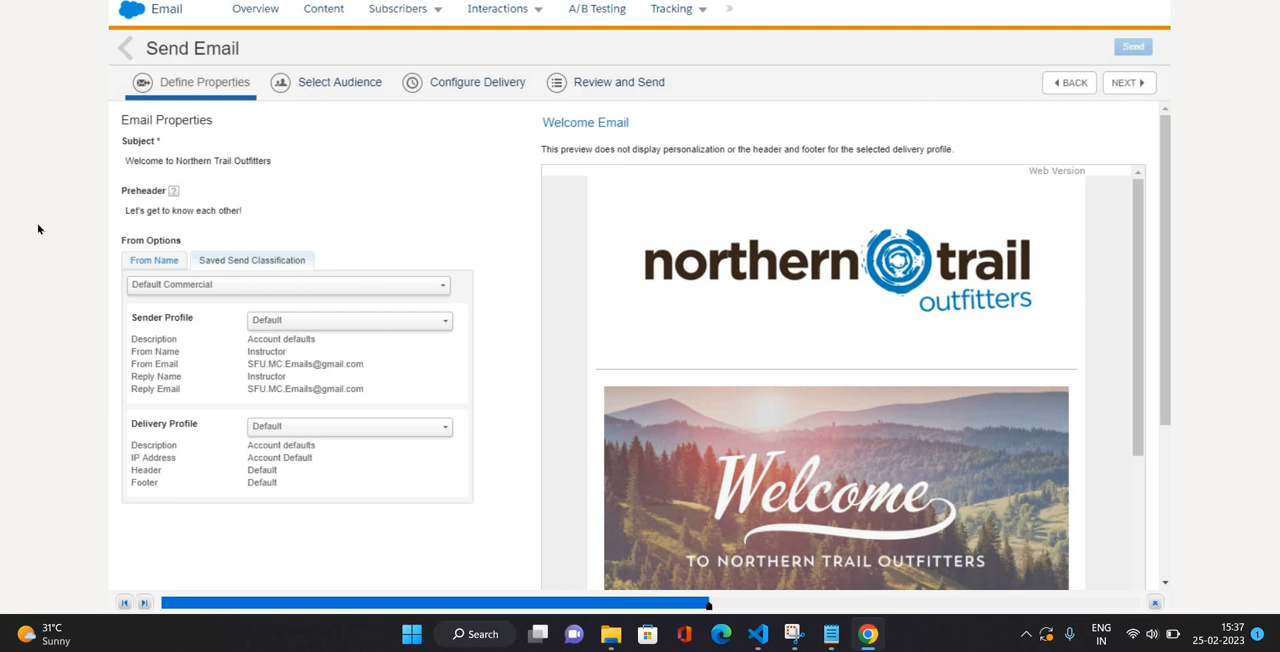 Email Overview Content Subscribers Interactions A/B Testing Tracking »
Send Email Send
Define Properties Select Audience Configure Delivery Review and Send BACK NEXT
Email Properties
Subject *
Welcome to Northern Trail Outfitters
Preheader ?
Let's get to know each other!
From Options
From Name Saved Send Classification
Default Commercial
Sender Profile Default
Description Account defaults
From Name Instructor
From Email SFU.MC.Emails@gmail.com
Reply Name Instructor
Reply Email SFU.MC.Emails@gmail.com
Delivery Profile Default
Description Account defaults
IP Address Account Default
Header Default
Footer Default
Welcome Email
This preview does not display personalization or the header and footer for the selected delivery profile.
Web Version
northern trail
outfitters
Welcome
TO NORTHERN TRAIL OUTFITTERS
31°C
Sunny
Search
ENG
IN
15:37
25-02-2023
1